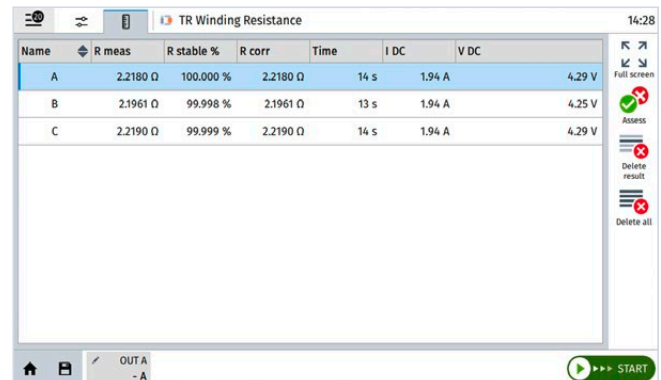 20 TR Winding Resistance 14:28
Name R meas R stable % R corr Time I DC V DC
A 2.2180 Ω 100.000 % 2.2180 Ω 14 s 1.94 A 4.29 V
B 2.1961 Ω 99.998 % 2.1961 Ω 13 s 1.94 A 4.25 V
C 2.2190 Ω 99.999 % 2.2190 Ω 14 s 1.94 A 4.29 V
Full screen
Assess
Delete
result
Delete all
OUT A
- A
START